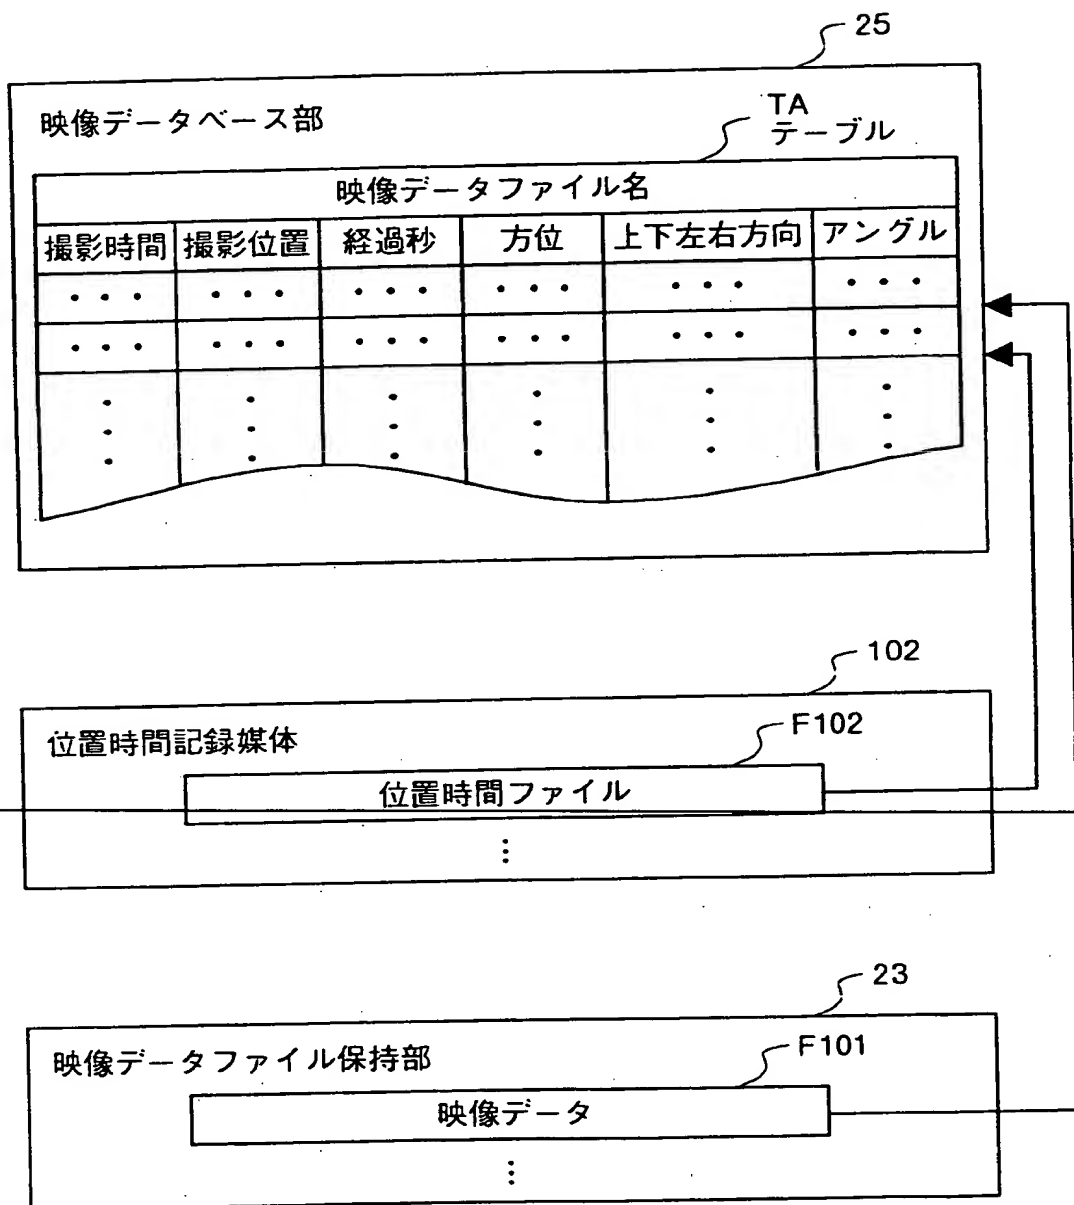 25
映像データベース部
TA
テーブル
映像データファイル名
撮影時間 撮影位置 経過秒 方位 上下左右方向 アングル
・・・ ・・・ ・・・ ・・・ ・・・ ・・・
・・・ ・・・ ・・・ ・・・ ・・・ ・・・
102
位置時間記録媒体
F102
位置時間ファイル
23
映像データファイル保持部
F101
映像データ